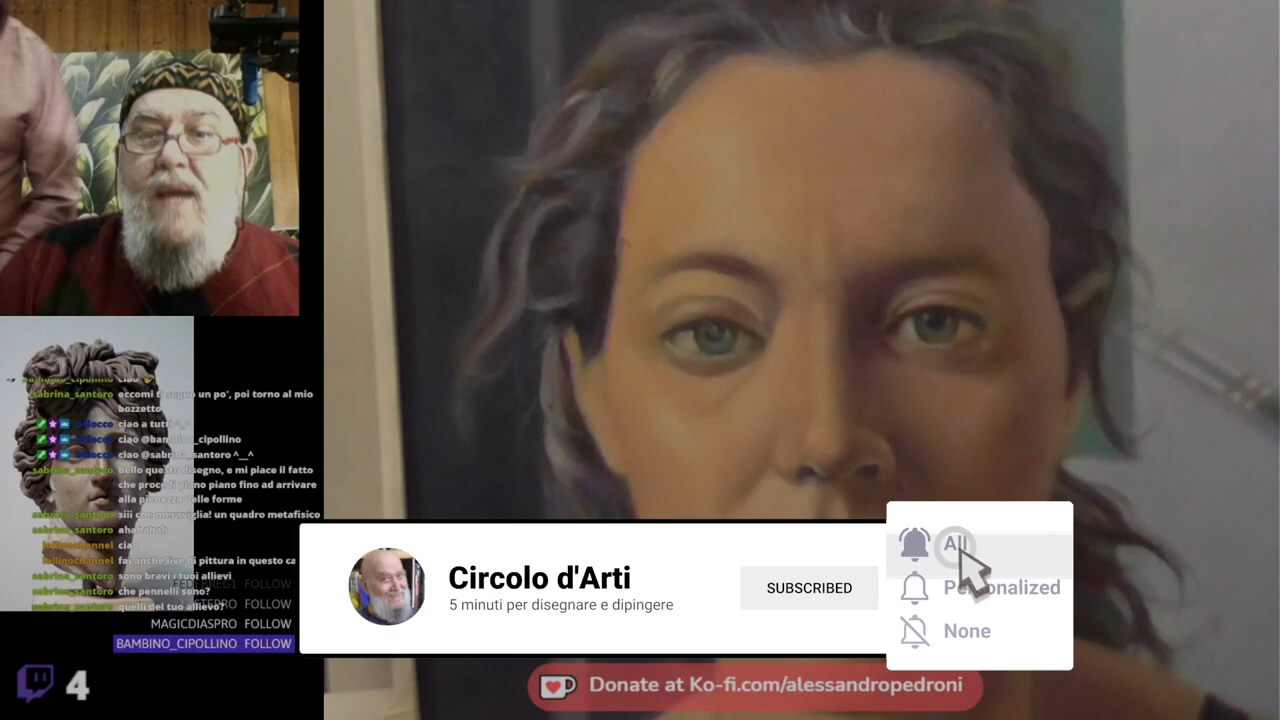 ciao
sabrina_santoro eccomi ti seguo un po', poi torno al mio
bozzetto
ciao a tutti ^_^
ciao @bambino_cipollino
ciao @sabrina_santoro ^__^
sabrina_santoro bello questo disegno, e mi piace il fatto
che procedi piano piano fino ad arrivare
alla pienezza delle forme
sabrina_santoro siii che meraviglia! un quadro metafisico
sabrina_santoro ahahahah
ciao
fai anche live di pittura in questo ca
sabrina_santoro sono bravi i tuoi allievi
FOLLOW
sabrina_santoro che pennelli sono?
FOLLOW
sabrina_santoro quelli del tuo allievo?
MAGICDIASPRO FOLLOW
BAMBINO_CIPOLLINO FOLLOW
4
Circolo d'Arti
5 minuti per disegnare e dipingere
SUBSCRIBED
All
Personalized
None
Donate at Ko-fi.com/alessandropedroni